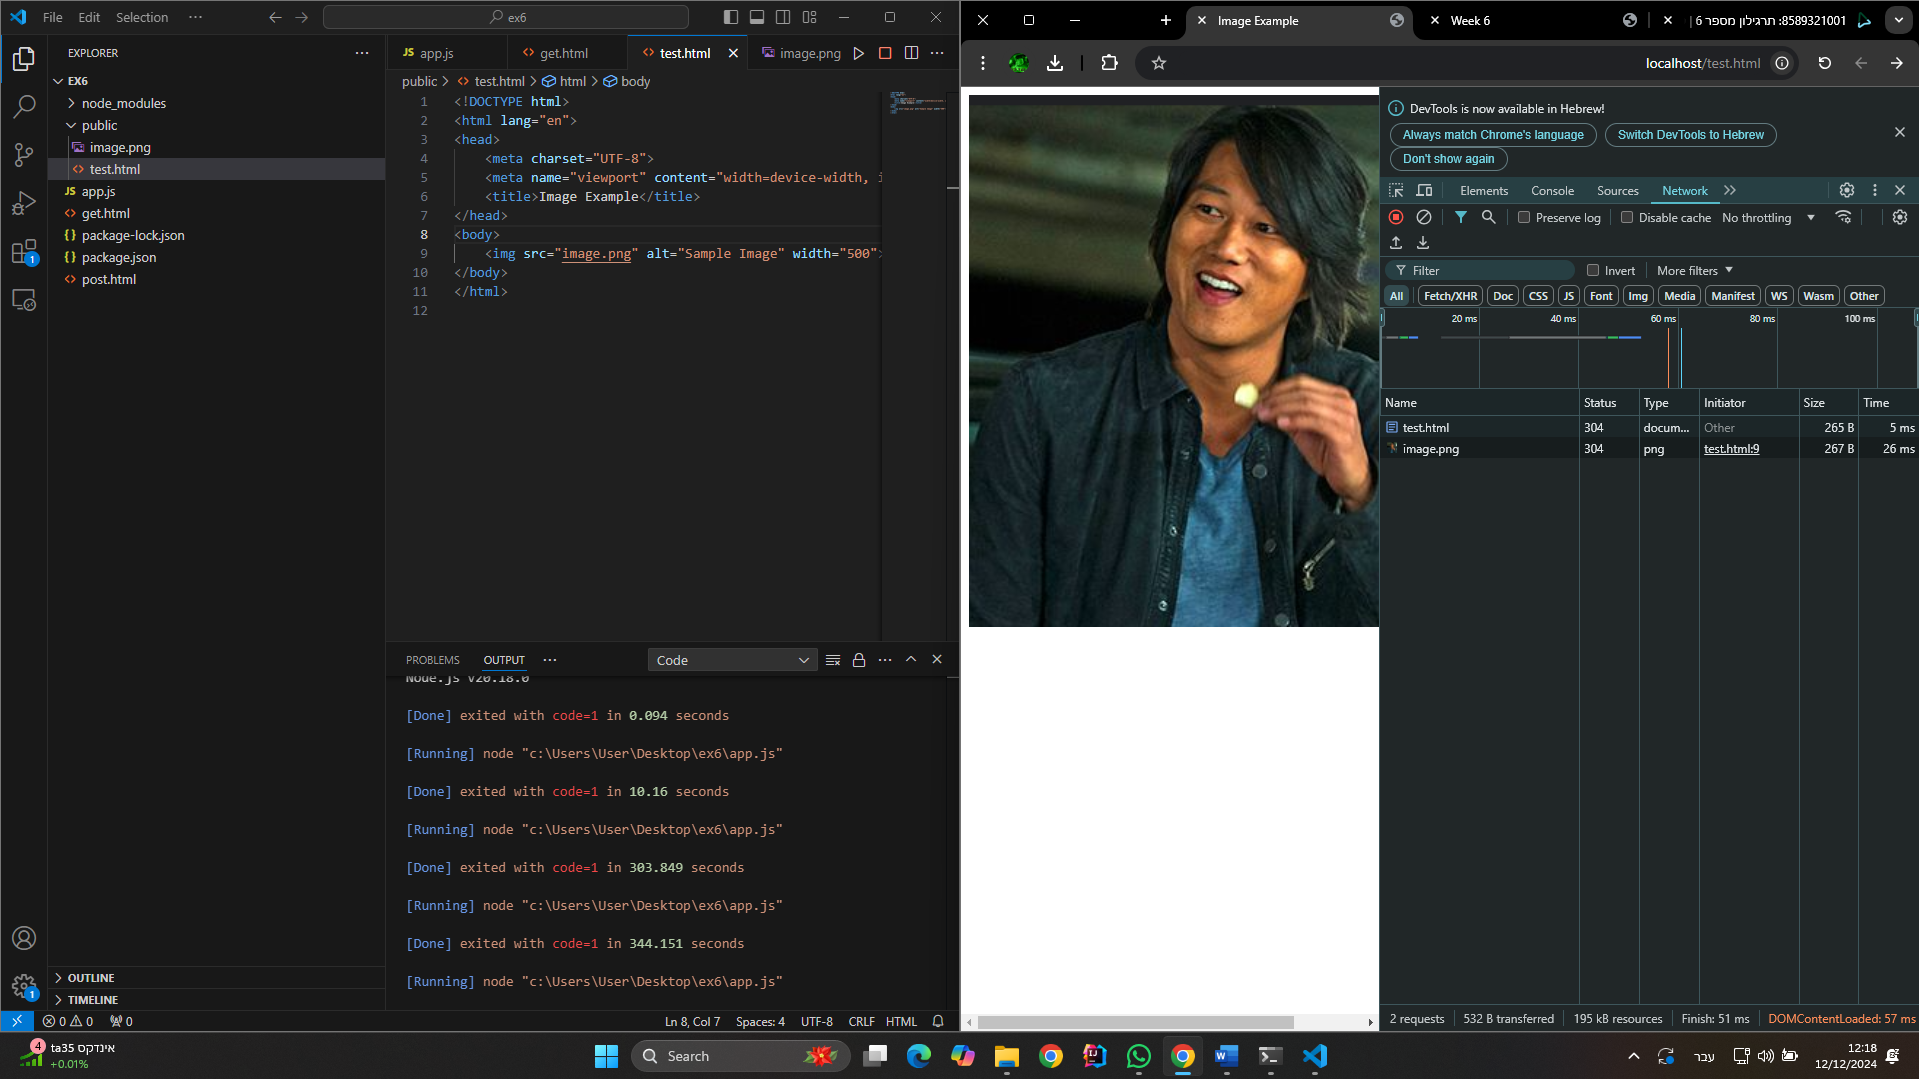 File Edit Selection ··· ex6
EXPLORER ···
EX6
node_modules
public
image.png
test.html
JS app.js
get.html
{} package-lock.json
{} package.json
post.html
OUTLINE
TIMELINE
JS app.js
get.html
test.html
image.png
public > test.html > html > body
1 <!DOCTYPE html>
2 <html lang="en">
3 <head>
4 <meta charset="UTF-8">
5 <meta name="viewport" content="width=device-width, i
6 <title>Image Example</title>
7 </head>
8 <body>
9 <img src="image.png" alt="Sample Image" width="500">
10 </body>
11 </html>
12
PROBLEMS OUTPUT ··· Code
Node.js v20.18.0
[Done] exited with code=1 in 0.094 seconds
[Running] node "c:\Users\User\Desktop\ex6\app.js"
[Done] exited with code=1 in 10.16 seconds
[Running] node "c:\Users\User\Desktop\ex6\app.js"
[Done] exited with code=1 in 303.849 seconds
[Running] node "c:\Users\User\Desktop\ex6\app.js"
[Done] exited with code=1 in 344.151 seconds
[Running] node "c:\Users\User\Desktop\ex6\app.js"
0 0 0 Ln 8, Col 7 Spaces: 4 UTF-8 CRLF HTML
Image Example
Week 6
8589321001: תרגילון מספר 6
localhost/test.html
DevTools is now available in Hebrew!
Always match Chrome's language Switch DevTools to Hebrew
Don't show again
Elements Console Sources Network
Preserve log Disable cache No throttling
Filter Invert More filters
All Fetch/XHR Doc CSS JS Font Img Media Manifest WS Wasm Other
20 ms 40 ms 60 ms 80 ms 100 ms
Name Status Type Initiator Size Time
test.html 304 docum... Other 265 B 5 ms
image.png 304 png test.html:9 267 B 26 ms
2 requests 532 B transferred 195 kB resources Finish: 51 ms DOMContentLoaded: 57 ms
4 אינדקס ta35
+0.01%
Search
עבר
12:18
12/12/2024